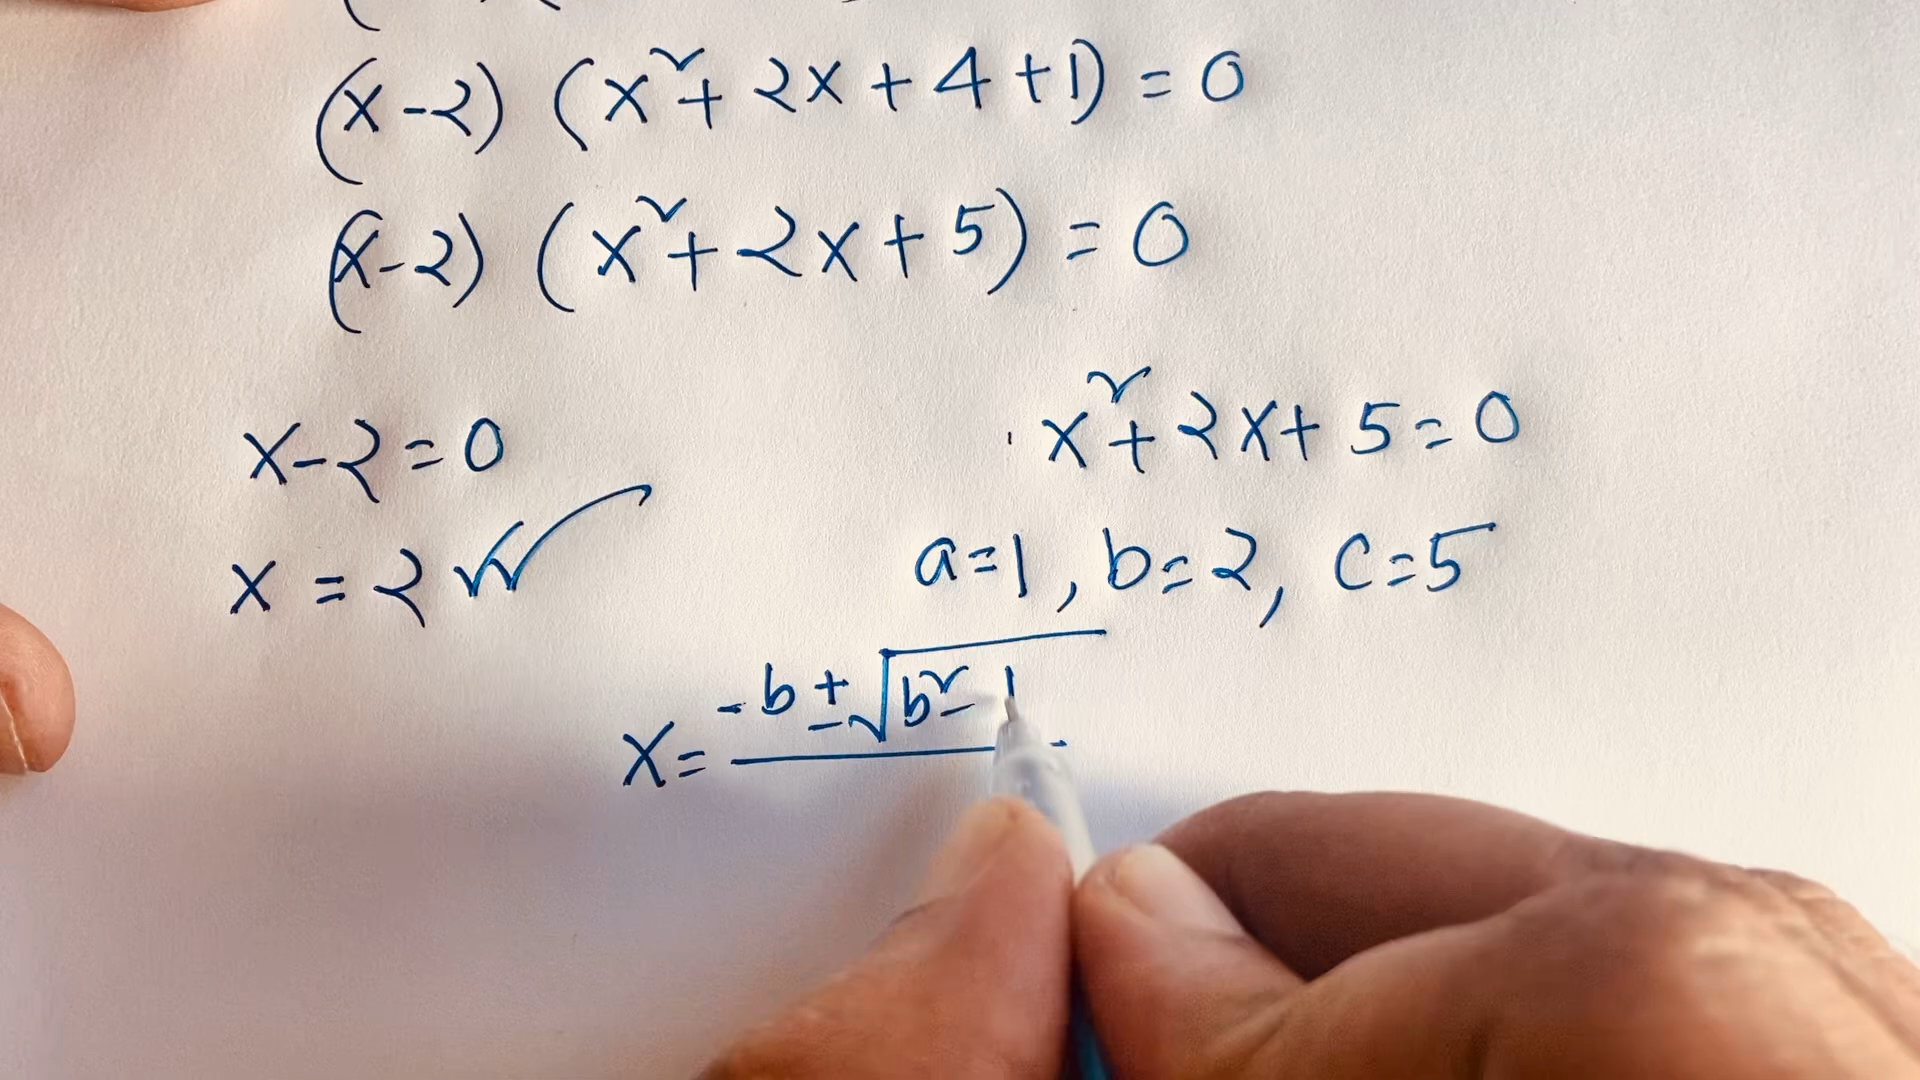 (x-2) (x²+2x+4+1)=0
(x-2) (x²+2x+5)=0
x-2=0
x²+2x+5=0
x=2
a=1, b=2, c=5
x= -b±√b²-